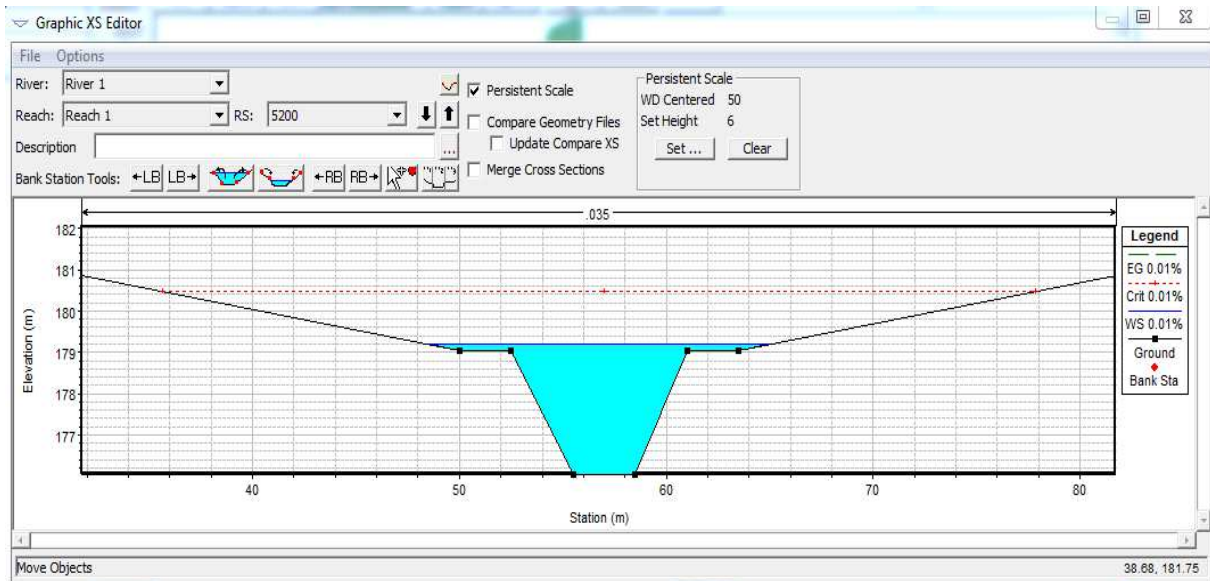 Graphic XS Editor
File Options
River: River 1
Reach: Reach 1 RS: 5200
Description ...
Bank Station Tools: +LB LB+ +RB RB+
Persistent Scale
Compare Geometry Files
Update Compare XS
Merge Cross Sections
Persistent Scale
WD Centered 50
Set Height 6
Set ... Clear
.035
182
181
180
179
178
177
Elevation (m)
40 50 60 70 80
Station (m)
Legend
EG 0.01%
Crit 0.01%
WS 0.01%
Ground
Bank Sta
Move Objects 38.68, 181.75